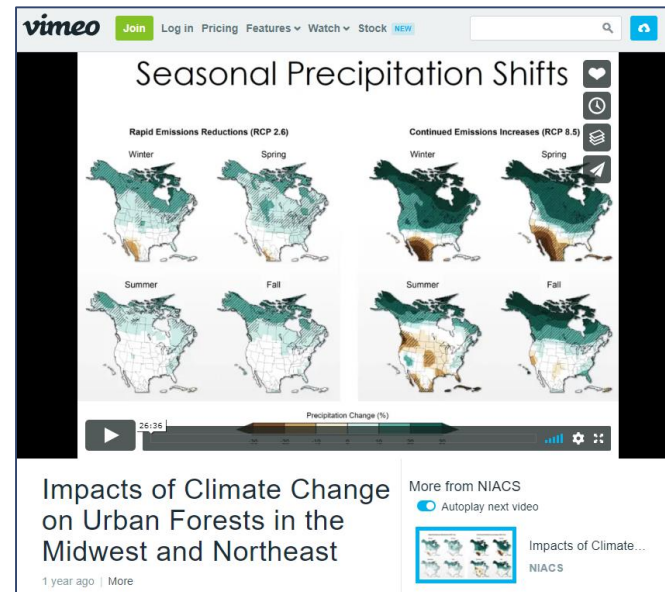 vimeo Join Log in Pricing Features Watch Stock NEW
Seasonal Precipitation Shifts
Rapid Emissions Reductions (RCP 2.6) Continued Emissions Increases (RCP 8.5)
Winter Spring Winter Spring
Summer Fall Summer Fall
Precipitation Change (%)
26:36
Impacts of Climate Change
on Urban Forests in the
Midwest and Northeast
1 year ago | More
More from NIACS
Autoplay next video
Impacts of Climate...
NIACS